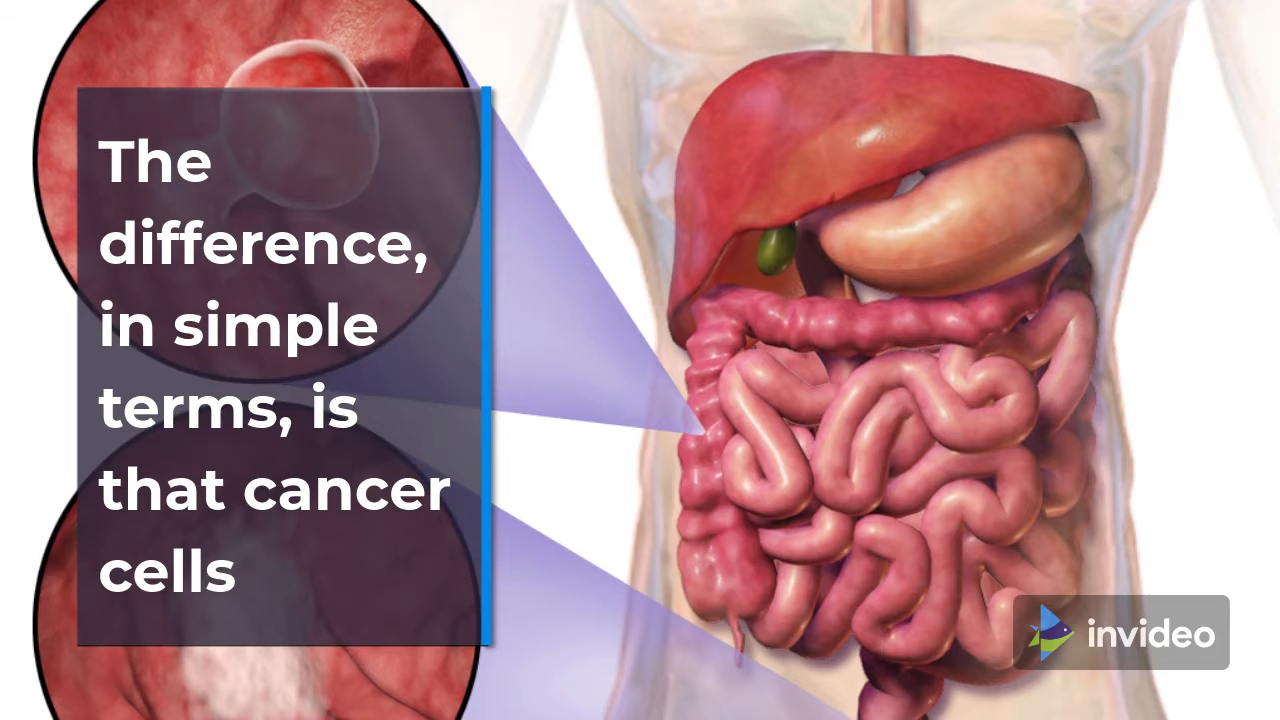 The
difference,
in simple
terms, is
that cancer
cells
invideo